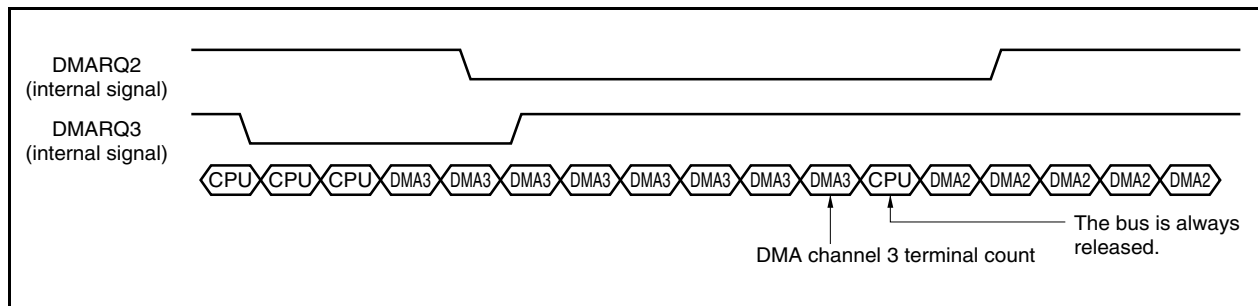 DMARQ2
(internal signal)
DMARQ3
(internal signal)
CPU CPU CPU DMA3 DMA3 DMA3 DMA3 DMA3 DMA3 DMA3 DMA3 CPU DMA2 DMA2 DMA2 DMA2 DMA2
The bus is always
released.
DMA channel 3 terminal count